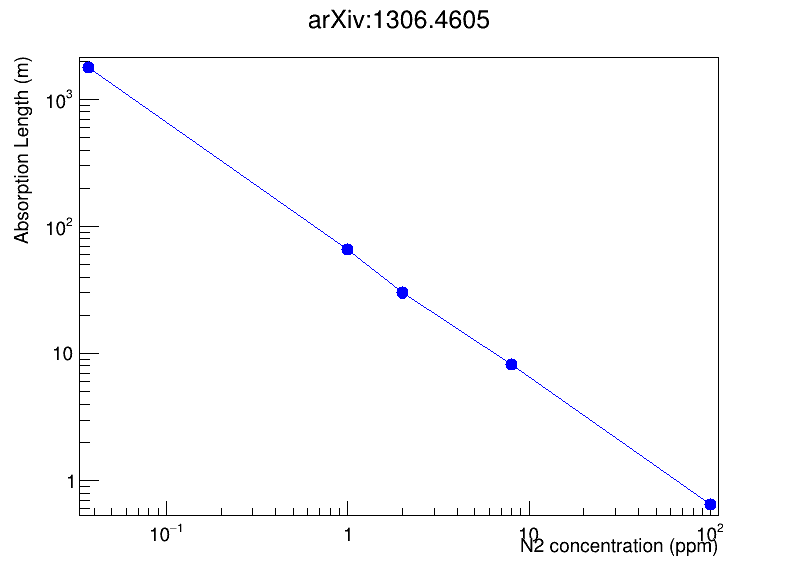 arXiv:1306.4605
Absorption Length (m)
10³
10²
10
1
10⁻¹
1
10
10²
N2 concentration (ppm)